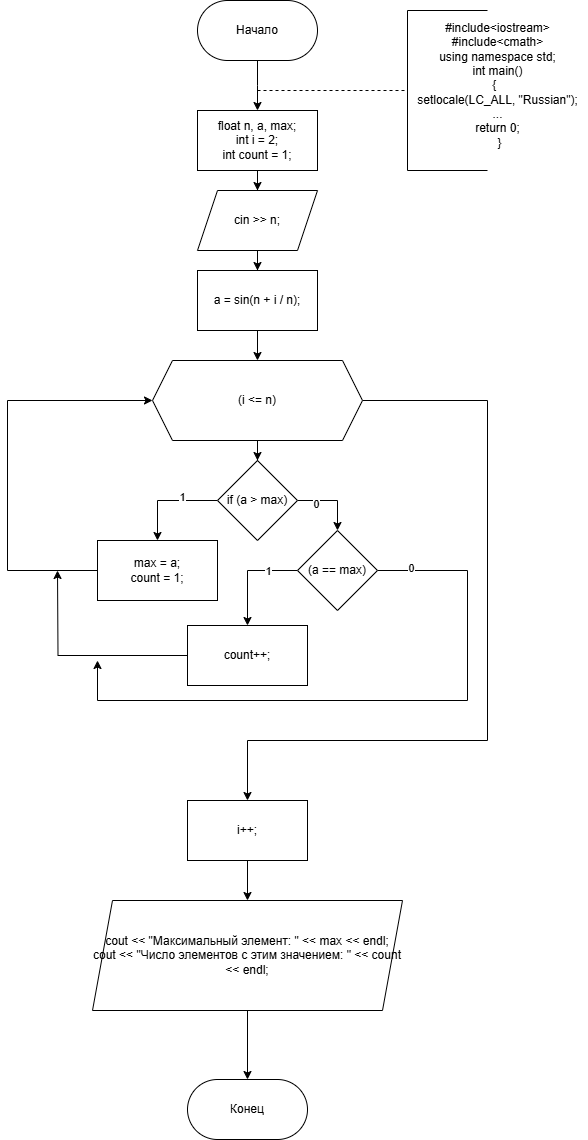 Начало
#include<iostream>
#include<cmath>
using namespace std;
int main()
{
setlocale(LC_ALL, "Russian");
...
return 0;
}
float n, a, max;
int i = 2;
int count = 1;
cin >> n;
a = sin(n + i / n);
(i <= n)
if (a > max)
1
0
max = a;
count = 1;
(a == max)
1
0
count++;
i++;
cout << "Максимальный элемент: " << max << endl;
cout << "Число элементов с этим значением: " << count
<< endl;
Конец